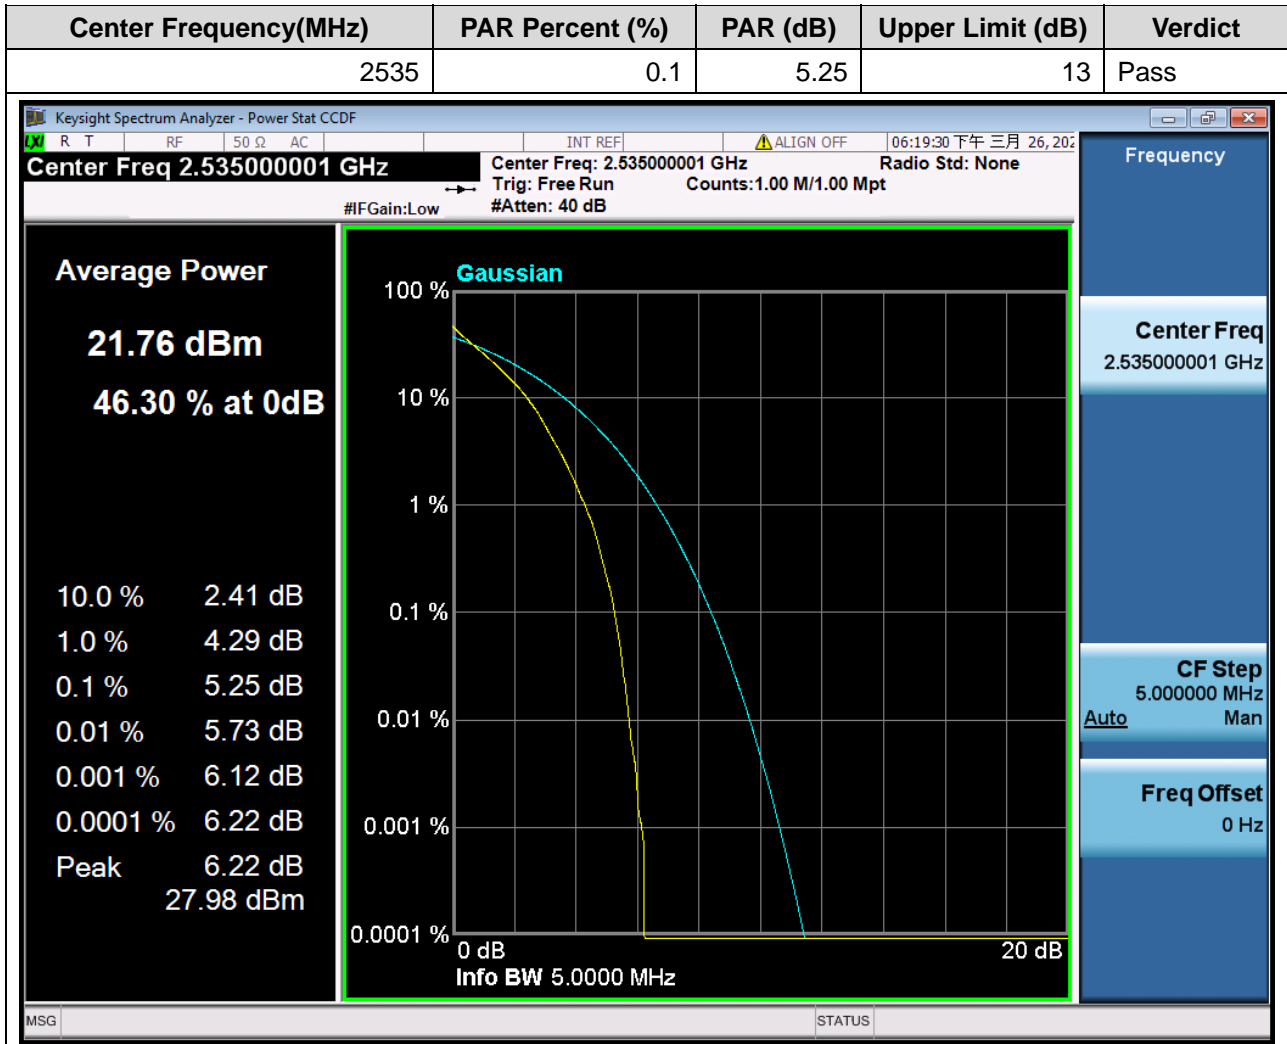 Center Frequency(MHz) PAR Percent (%) PAR (dB) Upper Limit (dB) Verdict
2535 0.1 5.25 13 Pass
Keysight Spectrum Analyzer - Power Stat CCDF
LXI R T RF 50 Ω AC INT REF ALIGN OFF 06:19:30 下午 三月 26, 202
Center Freq 2.535000001 GHz
Center Freq: 2.535000001 GHz Radio Std: None
Trig: Free Run Counts:1.00 M/1.00 Mpt
#IFGain:Low #Atten: 40 dB
Frequency
Average Power
21.76 dBm
46.30 % at 0dB
10.0 % 2.41 dB
1.0 % 4.29 dB
0.1 % 5.25 dB
0.01 % 5.73 dB
0.001 % 6.12 dB
0.0001 % 6.22 dB
Peak 6.22 dB
27.98 dBm
Gaussian
100 %
10 %
1 %
0.1 %
0.01 %
0.001 %
0.0001 %
0 dB 20 dB
Info BW 5.0000 MHz
Center Freq
2.535000001 GHz
CF Step
5.000000 MHz
Auto Man
Freq Offset
0 Hz
MSG STATUS